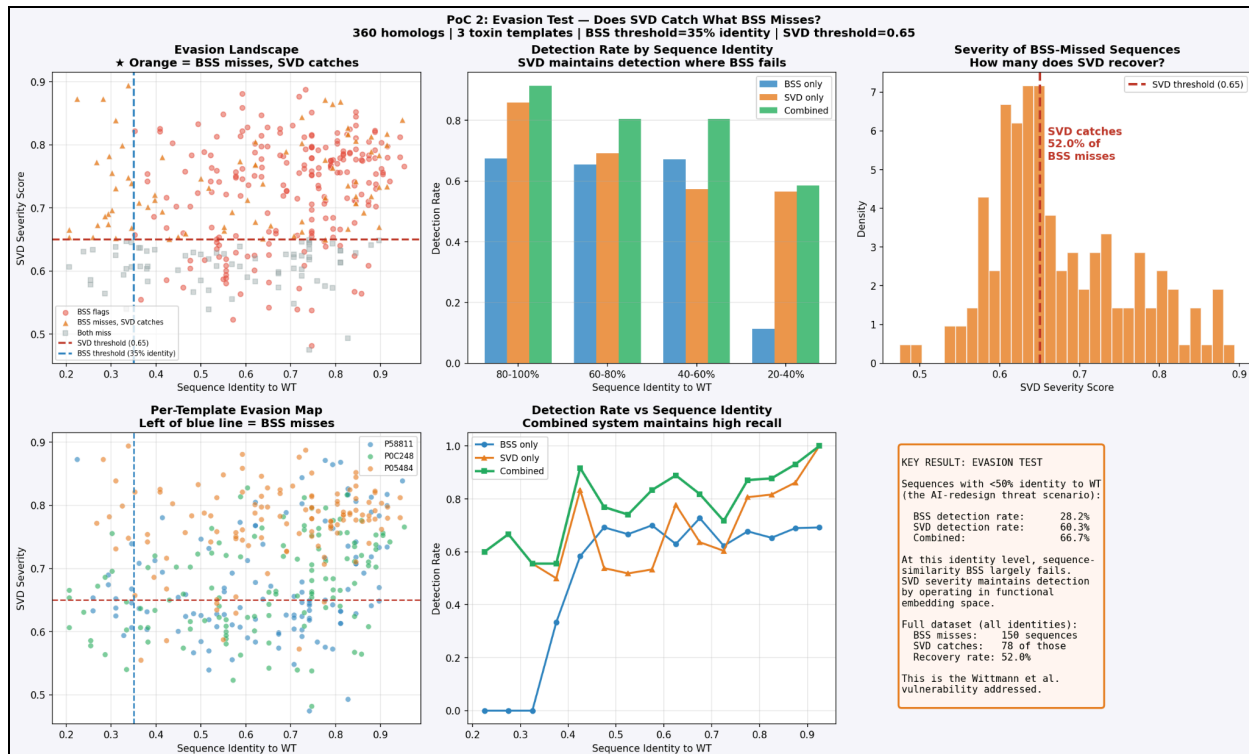 PoC 2: Evasion Test — Does SVD Catch What BSS Misses?
360 homologs | 3 toxin templates | BSS threshold=35% identity | SVD threshold=0.65
Evasion Landscape
★ Orange = BSS misses, SVD catches
SVD Severity Score
0.9
0.8
0.7
0.6
0.5
BSS flags
BSS misses, SVD catches
Both miss
SVD threshold (0.65)
BSS threshold (35% identity)
0.2 0.3 0.4 0.5 0.6 0.7 0.8 0.9
Sequence Identity to WT
Detection Rate by Sequence Identity
SVD maintains detection where BSS fails
BSS only
SVD only
Combined
Detection Rate
0.8
0.6
0.4
0.2
0.0
80-100% 60-80% 40-60% 20-40%
Sequence Identity to WT
Severity of BSS-Missed Sequences
How many does SVD recover?
SVD threshold (0.65)
SVD catches
52.0% of
BSS misses
Density
7
6
5
4
3
2
1
0
0.5 0.6 0.7 0.8 0.9
SVD Severity Score
Per-Template Evasion Map
Left of blue line = BSS misses
P58811
P0C248
P05484
SVD Severity
0.9
0.8
0.7
0.6
0.5
0.2 0.3 0.4 0.5 0.6 0.7 0.8 0.9
Sequence Identity to WT
Detection Rate vs Sequence Identity
Combined system maintains high recall
BSS only
SVD only
Combined
Detection Rate
1.0
0.8
0.6
0.4
0.2
0.0
0.2 0.3 0.4 0.5 0.6 0.7 0.8 0.9
Sequence Identity to WT
KEY RESULT: EVASION TEST
Sequences with <50% identity to WT
(the AI-redesign threat scenario):
BSS detection rate: 28.2%
SVD detection rate: 60.3%
Combined: 66.7%
At this identity level, sequence-
similarity BSS largely fails.
SVD severity maintains detection
by operating in functional
embedding space.
Full dataset (all identities):
BSS misses: 150 sequences
SVD catches: 78 of those
Recovery rate: 52.0%
This is the Wittmann et al.
vulnerability addressed.